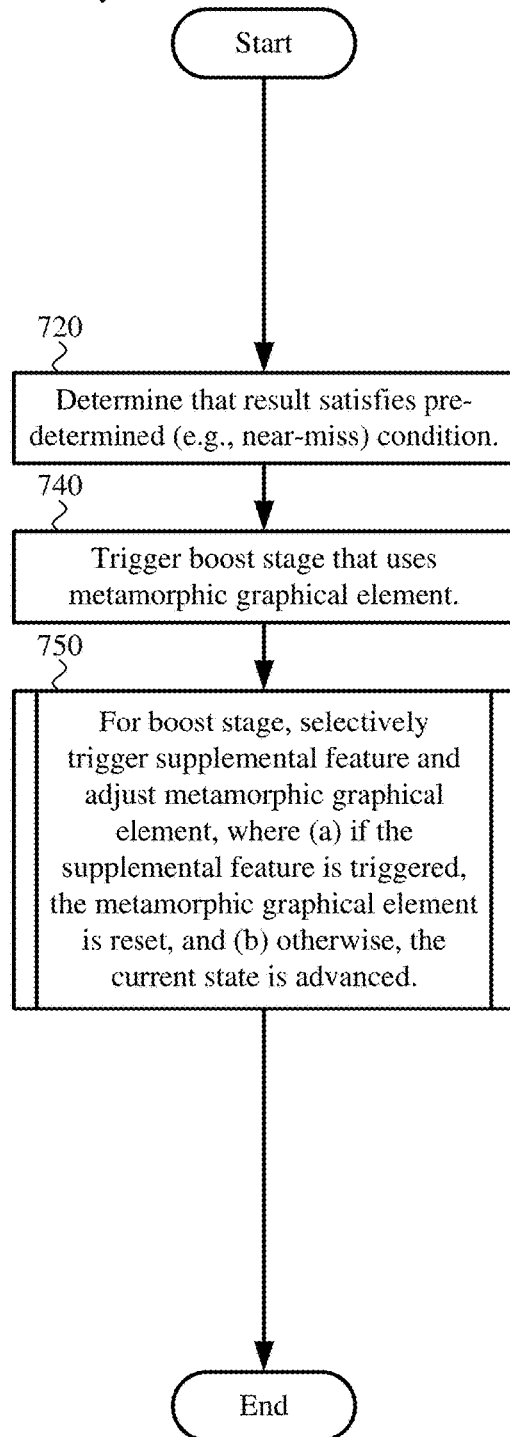 Start
720
Determine that result satisfies pre-
determined (e.g., near-miss) condition.
740
Trigger boost stage that uses
metamorphic graphical element.
750
For boost stage, selectively
trigger supplemental feature and
adjust metamorphic graphical
element, where (a) if the
supplemental feature is triggered,
the metamorphic graphical element
is reset, and (b) otherwise, the
current state is advanced.
End